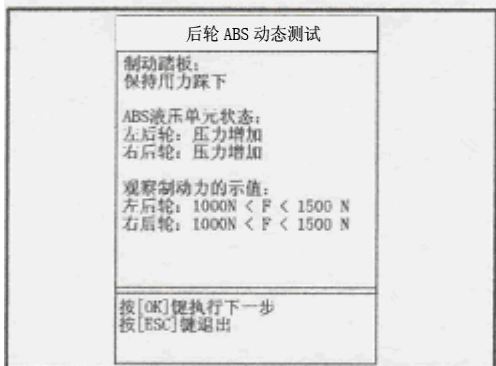 后轮 ABS 动态测试
制动踏板:
保持用力踩下
ABS液压单元状态:
左后轮: 压力增加
右后轮: 压力增加
观察制动力的示值:
左后轮: 1000N < F < 1500 N
右后轮: 1000N < F < 1500 N
按[OK]键执行下一步
按[ESC]键退出